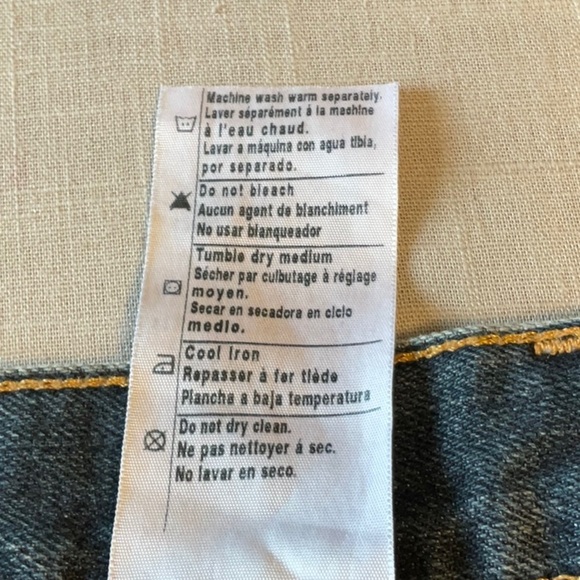 Machine wash warm separately.
Laver séparément à la machine
à l'eau chaud.
Lavar a máquina con agua tibia,
por separado.
Do not bleach
Aucun agent de blanchiment
No usar blanqueador
Tumble dry medium
Sécher par culbutage à réglage
moyen.
Secar en secadora en ciclo
medio.
Cool iron
Repasser à fer tiède
Plancha a baja temperatura
Do not dry clean.
Ne pas nettoyer á sec.
No lavar en seco.